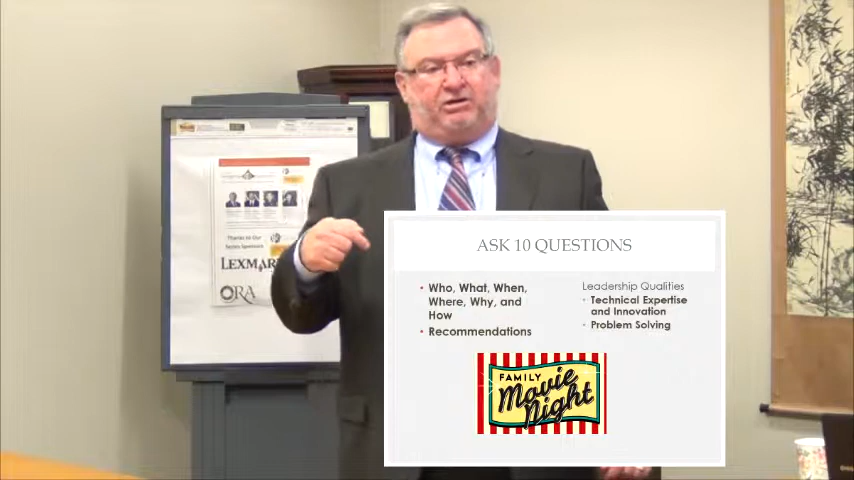 Thanks to Our
LEXMAR
ORA
ASK 10 QUESTIONS
• Who, What, When,
Where, Why, and
How
• Recommendations
Leadership Qualities
• Technical Expertise
and Innovation
• Problem Solving
FAMILY
Movie
Night